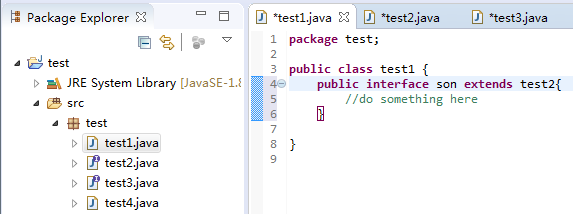 Package Explorer
test
JRE System Library [JavaSE-1.8
src
test
test1.java
test2.java
test3.java
test4.java
*test1.java
*test2.java
*test3.java
1 package test;
2
3 public class test1 {
4 public interface son extends test2{
5 //do something here
6 }
7
8 }
9